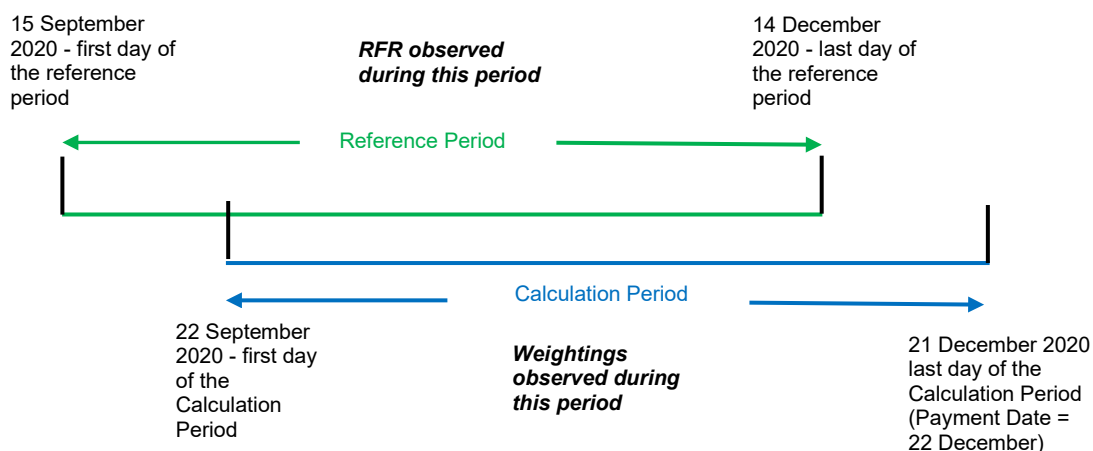 15 September
2020 - first day of
the reference
period
RFR observed
during this period
14 December
2020 - last day of
the reference
period
Reference Period
Calculation Period
22 September
2020 - first day
of the
Calculation
Period
Weightings
observed during
this period
21 December 2020
last day of the
Calculation Period
(Payment Date =
22 December)